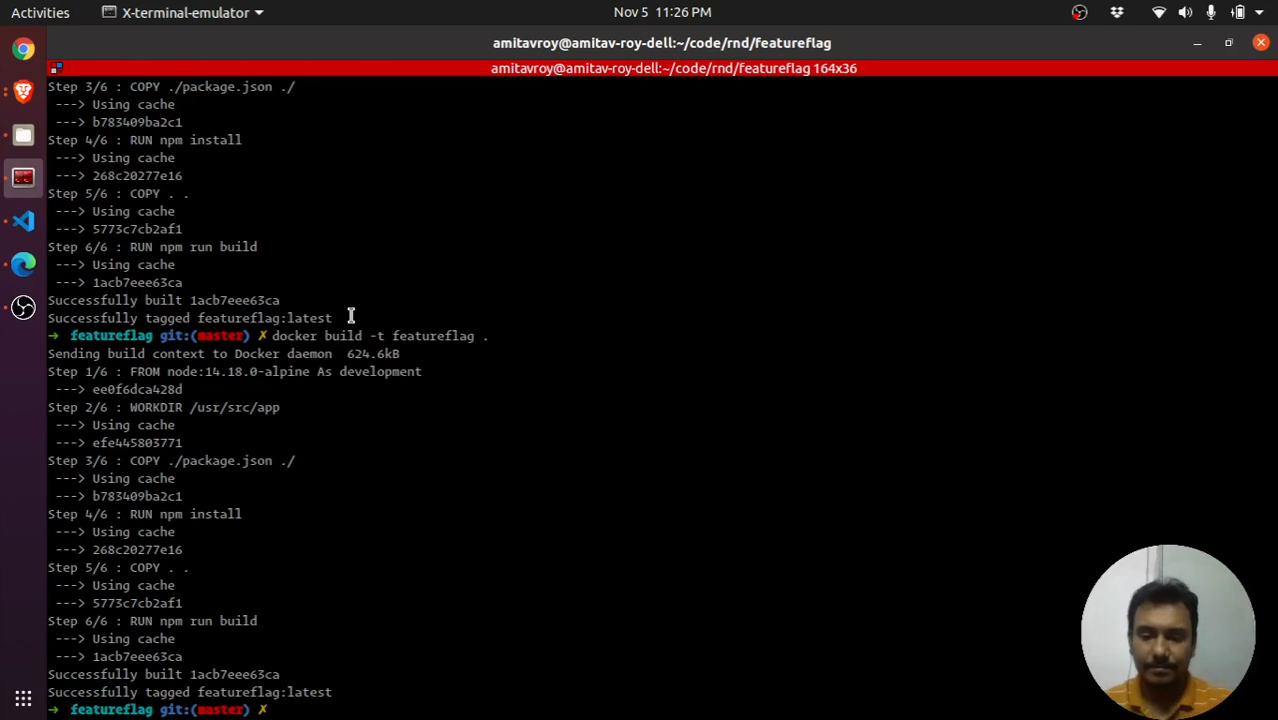 Activities X-terminal-emulator Nov 5 11:26 PM
amitavroy@amitav-roy-dell:~/code/rnd/featureflag
amitavroy@amitav-roy-dell:~/code/rnd/featureflag 164x36
Step 3/6 : COPY ./package.json ./
---> Using cache
---> b783409ba2c1
Step 4/6 : RUN npm install
---> Using cache
---> 268c20277e16
Step 5/6 : COPY . .
---> Using cache
---> 5773c7cb2af1
Step 6/6 : RUN npm run build
---> Using cache
---> 1acb7eee63ca
Successfully built 1acb7eee63ca
Successfully tagged featureflag:latest
→ featureflag git:(master) ✗ docker build -t featureflag .
Sending build context to Docker daemon 624.6kB
Step 1/6 : FROM node:14.18.0-alpine As development
---> ee0f6dca428d
Step 2/6 : WORKDIR /usr/src/app
---> Using cache
---> efe445803771
Step 3/6 : COPY ./package.json ./
---> Using cache
---> b783409ba2c1
Step 4/6 : RUN npm install
---> Using cache
---> 268c20277e16
Step 5/6 : COPY . .
---> Using cache
---> 5773c7cb2af1
Step 6/6 : RUN npm run build
---> Using cache
---> 1acb7eee63ca
Successfully built 1acb7eee63ca
Successfully tagged featureflag:latest
→ featureflag git:(master) ✗